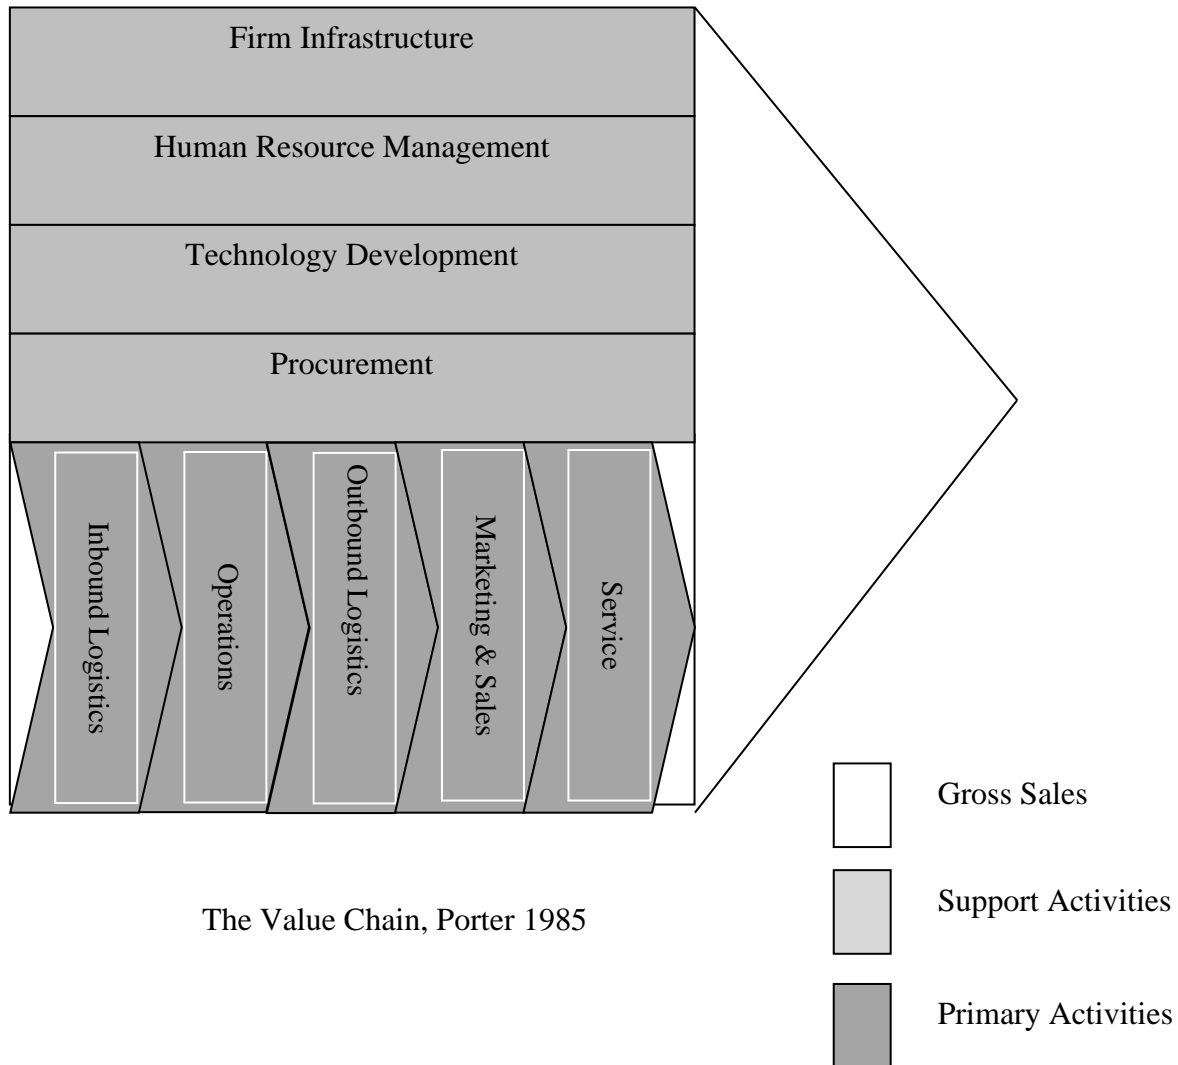 Firm Infrastructure
Human Resource Management
Technology Development
Procurement
Inbound Logistics
Operations
Outbound Logistics
Marketing & Sales
Service
Gross Sales
Support Activities
Primary Activities
The Value Chain, Porter 1985